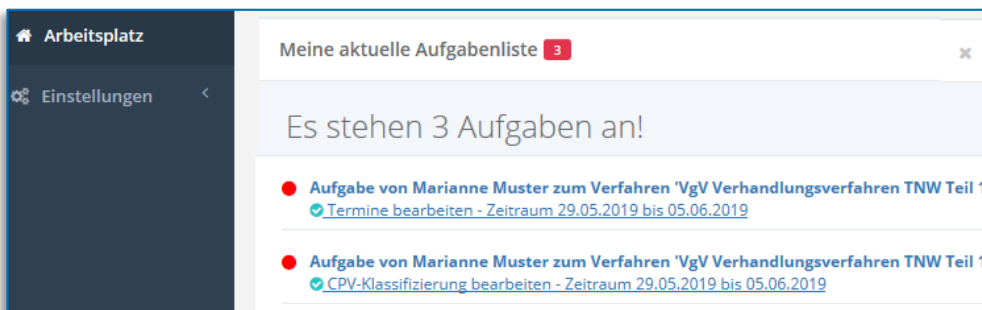 Arbeitsplatz
Einstellungen
Meine aktuelle Aufgabenliste 3
Es stehen 3 Aufgaben an!
Aufgabe von Marianne Muster zum Verfahren 'VgV Verhandlungsverfahren TNW Teil 1
Termine bearbeiten - Zeitraum 29.05.2019 bis 05.06.2019
Aufgabe von Marianne Muster zum Verfahren 'VgV Verhandlungsverfahren TNW Teil 1
CPV-Klassifizierung bearbeiten - Zeitraum 29.05.2019 bis 05.06.2019